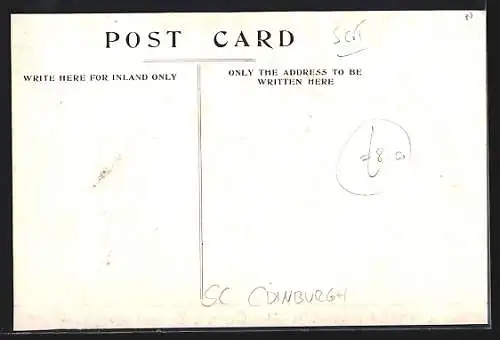 POST CARD
WRITE HERE FOR INLAND ONLY
ONLY THE ADDRESS TO BE
WRITTEN HERE
SC EDINBURGH